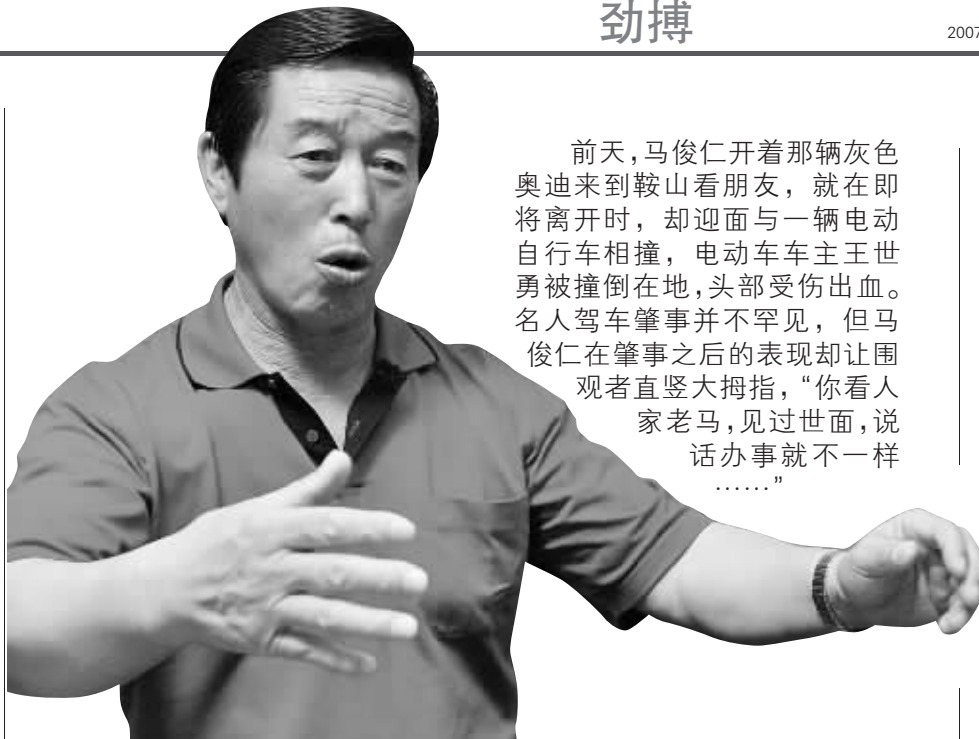 劲搏
2007
前天，马俊仁开着那辆灰色
奥迪来到鞍山看朋友，就在即
将离开时，却迎面与一辆电动
自行车相撞，电动车车主王世
勇被撞倒在地，头部受伤出血。
名人驾车肇事并不罕见，但马
俊仁在肇事之后的表现却让围
观者直竖大拇指，“你看人
家老马，见过世面，说
话办事就不一样
……”